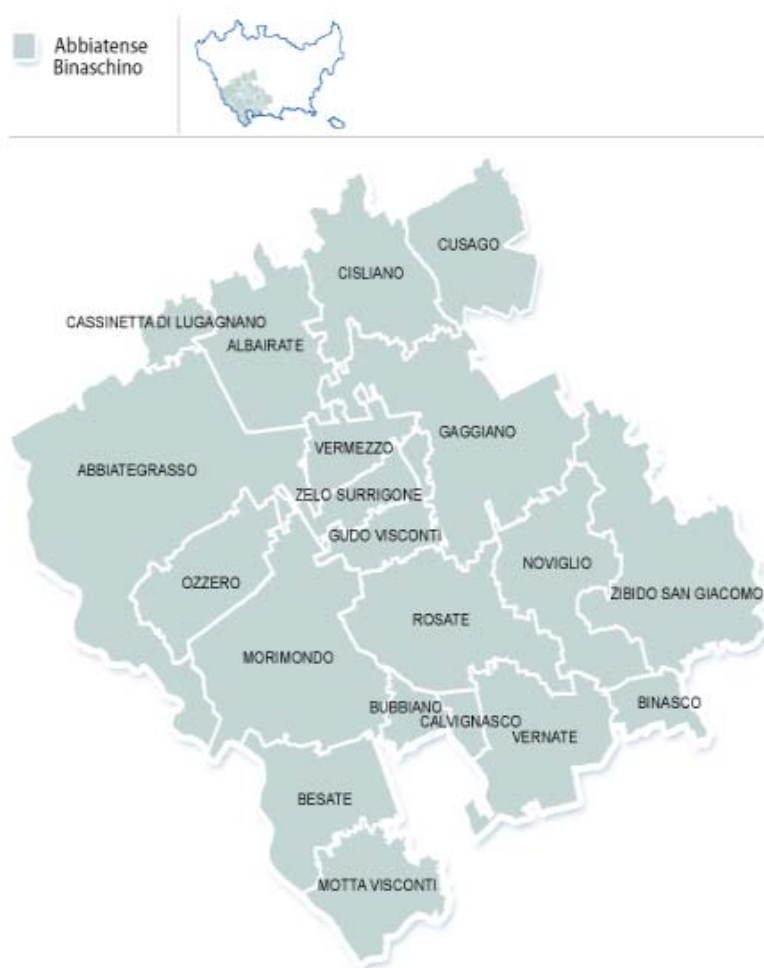 Abbiatense
Binaschino
CUSAGO
CISLIANO
CASSINETTA DI LUGAGNANO
ALBAIRATE
GAGGIANO
VERMEZZO
ABBIATEGRASSO
ZELO SURRIGONE
GUDO VISCONTI
NOVIGLIO
OZZERO
ZIBIDO SAN GIACOMO
ROSATE
MORIMONDO
BINASCO
BUBBIANO
CALVIGNASCO
VERNATE
BESATE
MOTTA VISCONTI